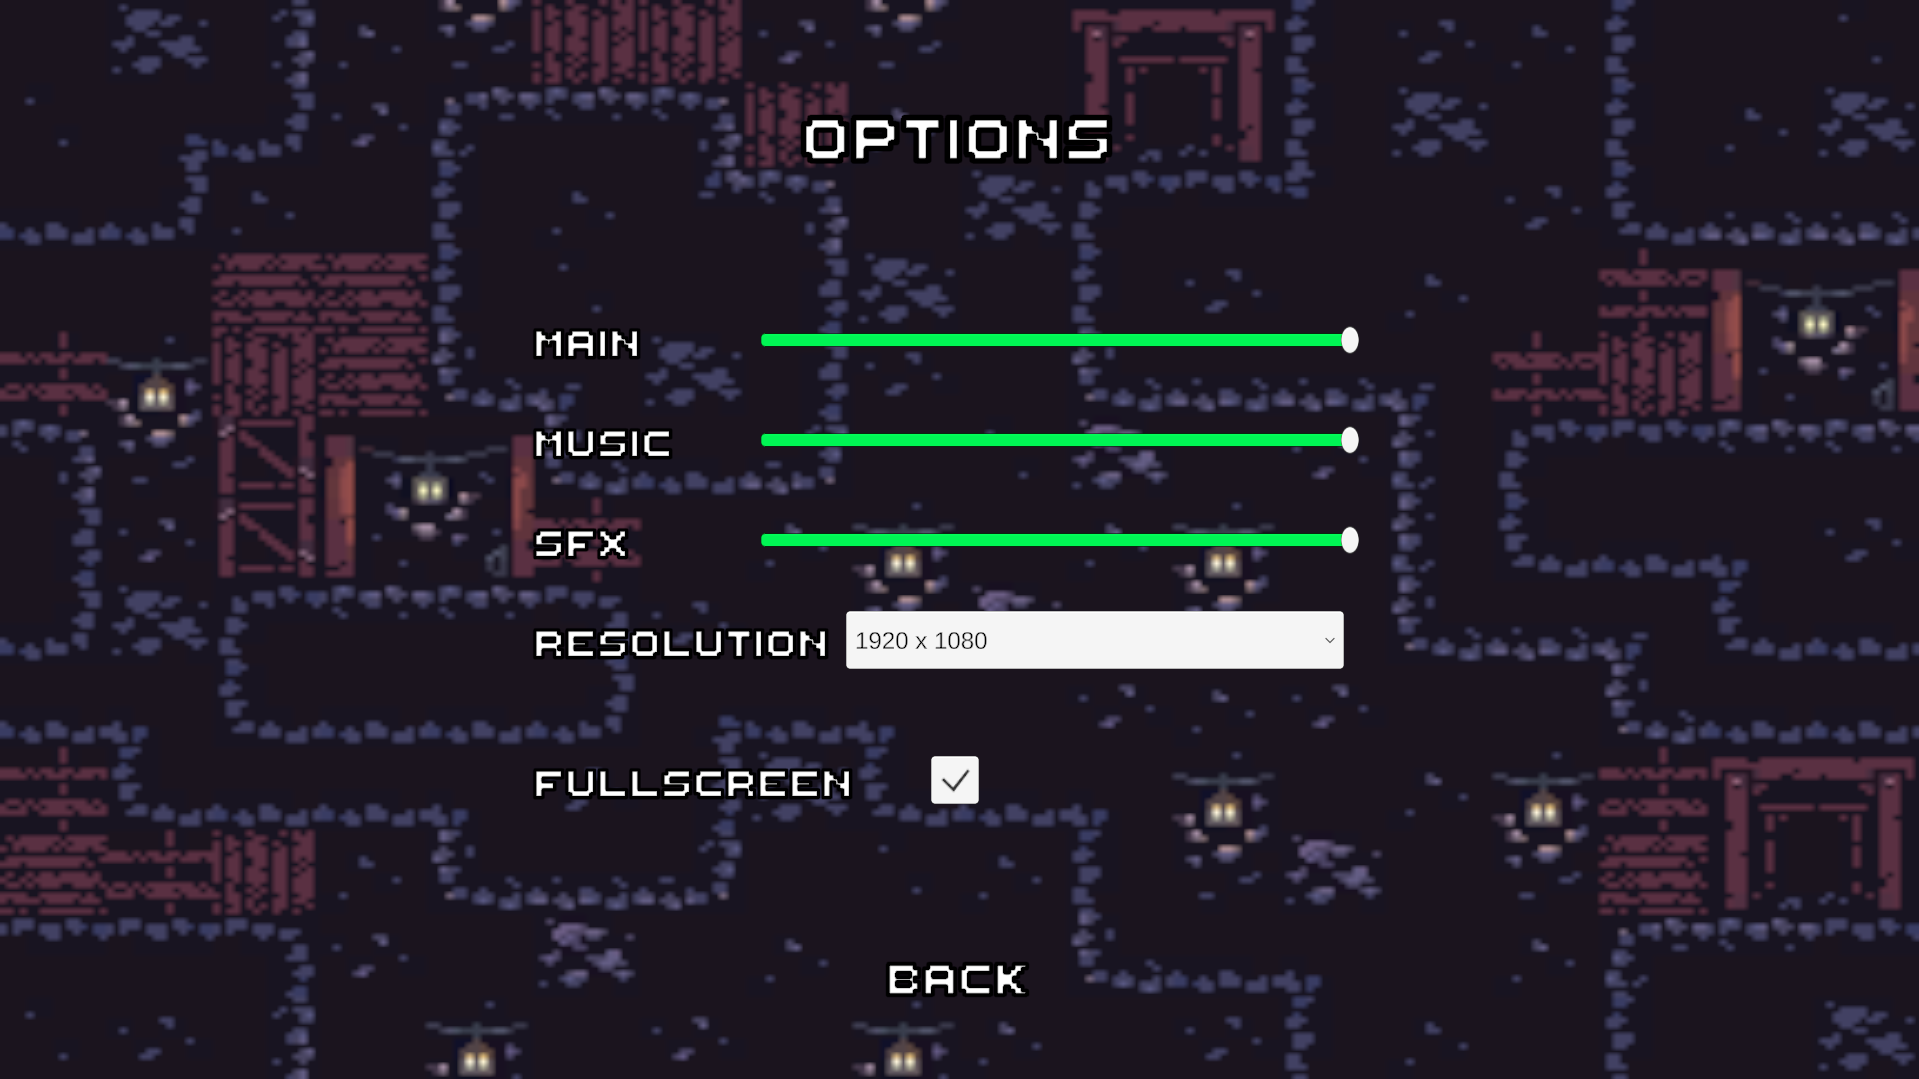 OPTIONS
MAIN
MUSIC
SFX
RESOLUTION 1920 x 1080
FULLSCREEN
BACK